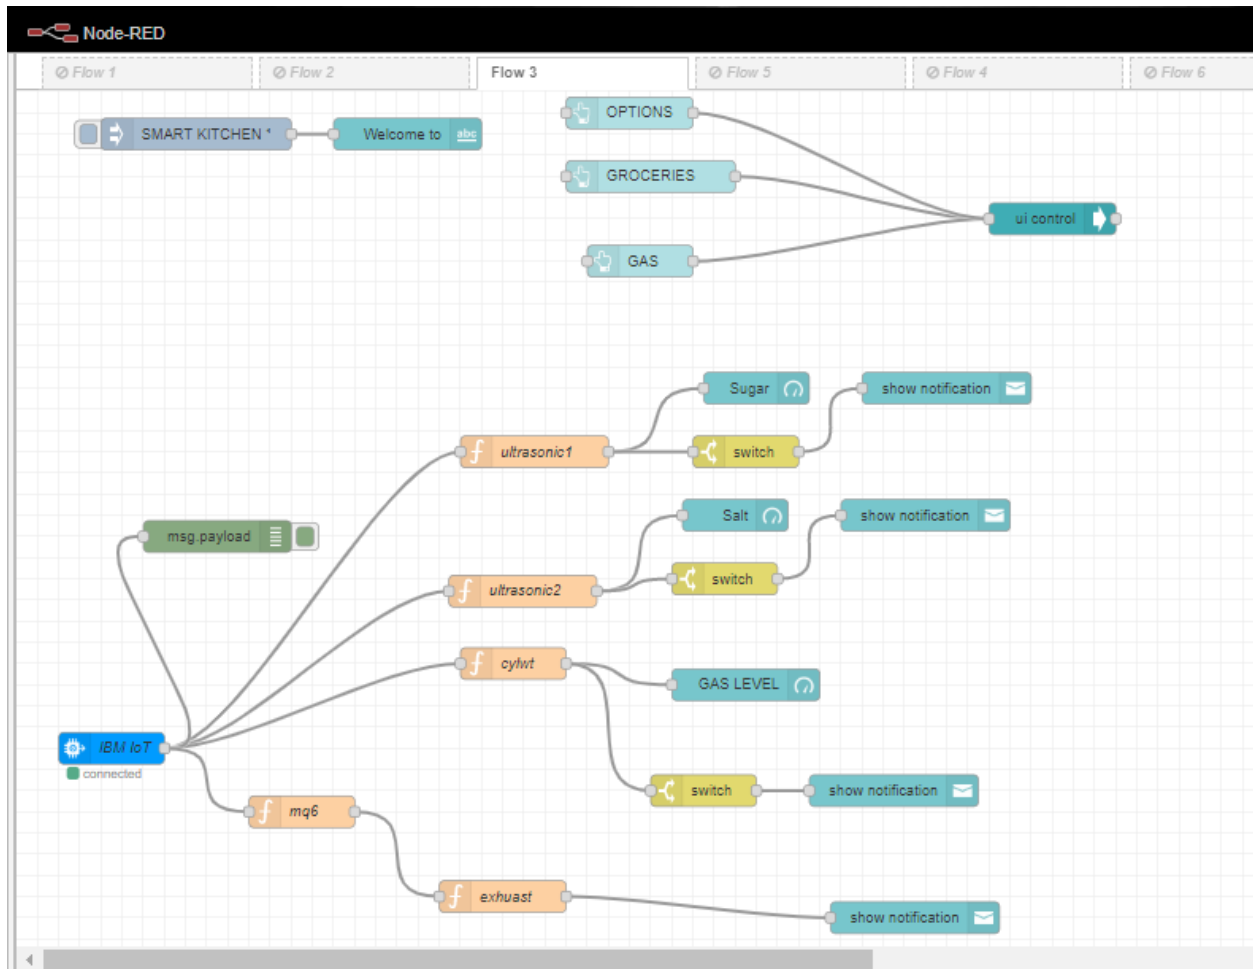 Node-RED
Flow 1
Flow 2
Flow 3
Flow 5
Flow 4
Flow 6
SMART KITCHEN *
Welcome to
abc
OPTIONS
GROCERIES
ui control
GAS
Sugar
show notification
ultrasonic1
switch
Salt
show notification
msg.payload
switch
ultrasonic2
cylwt
GAS LEVEL
IBM IoT
connected
switch
show notification
mq6
exhuast
show notification